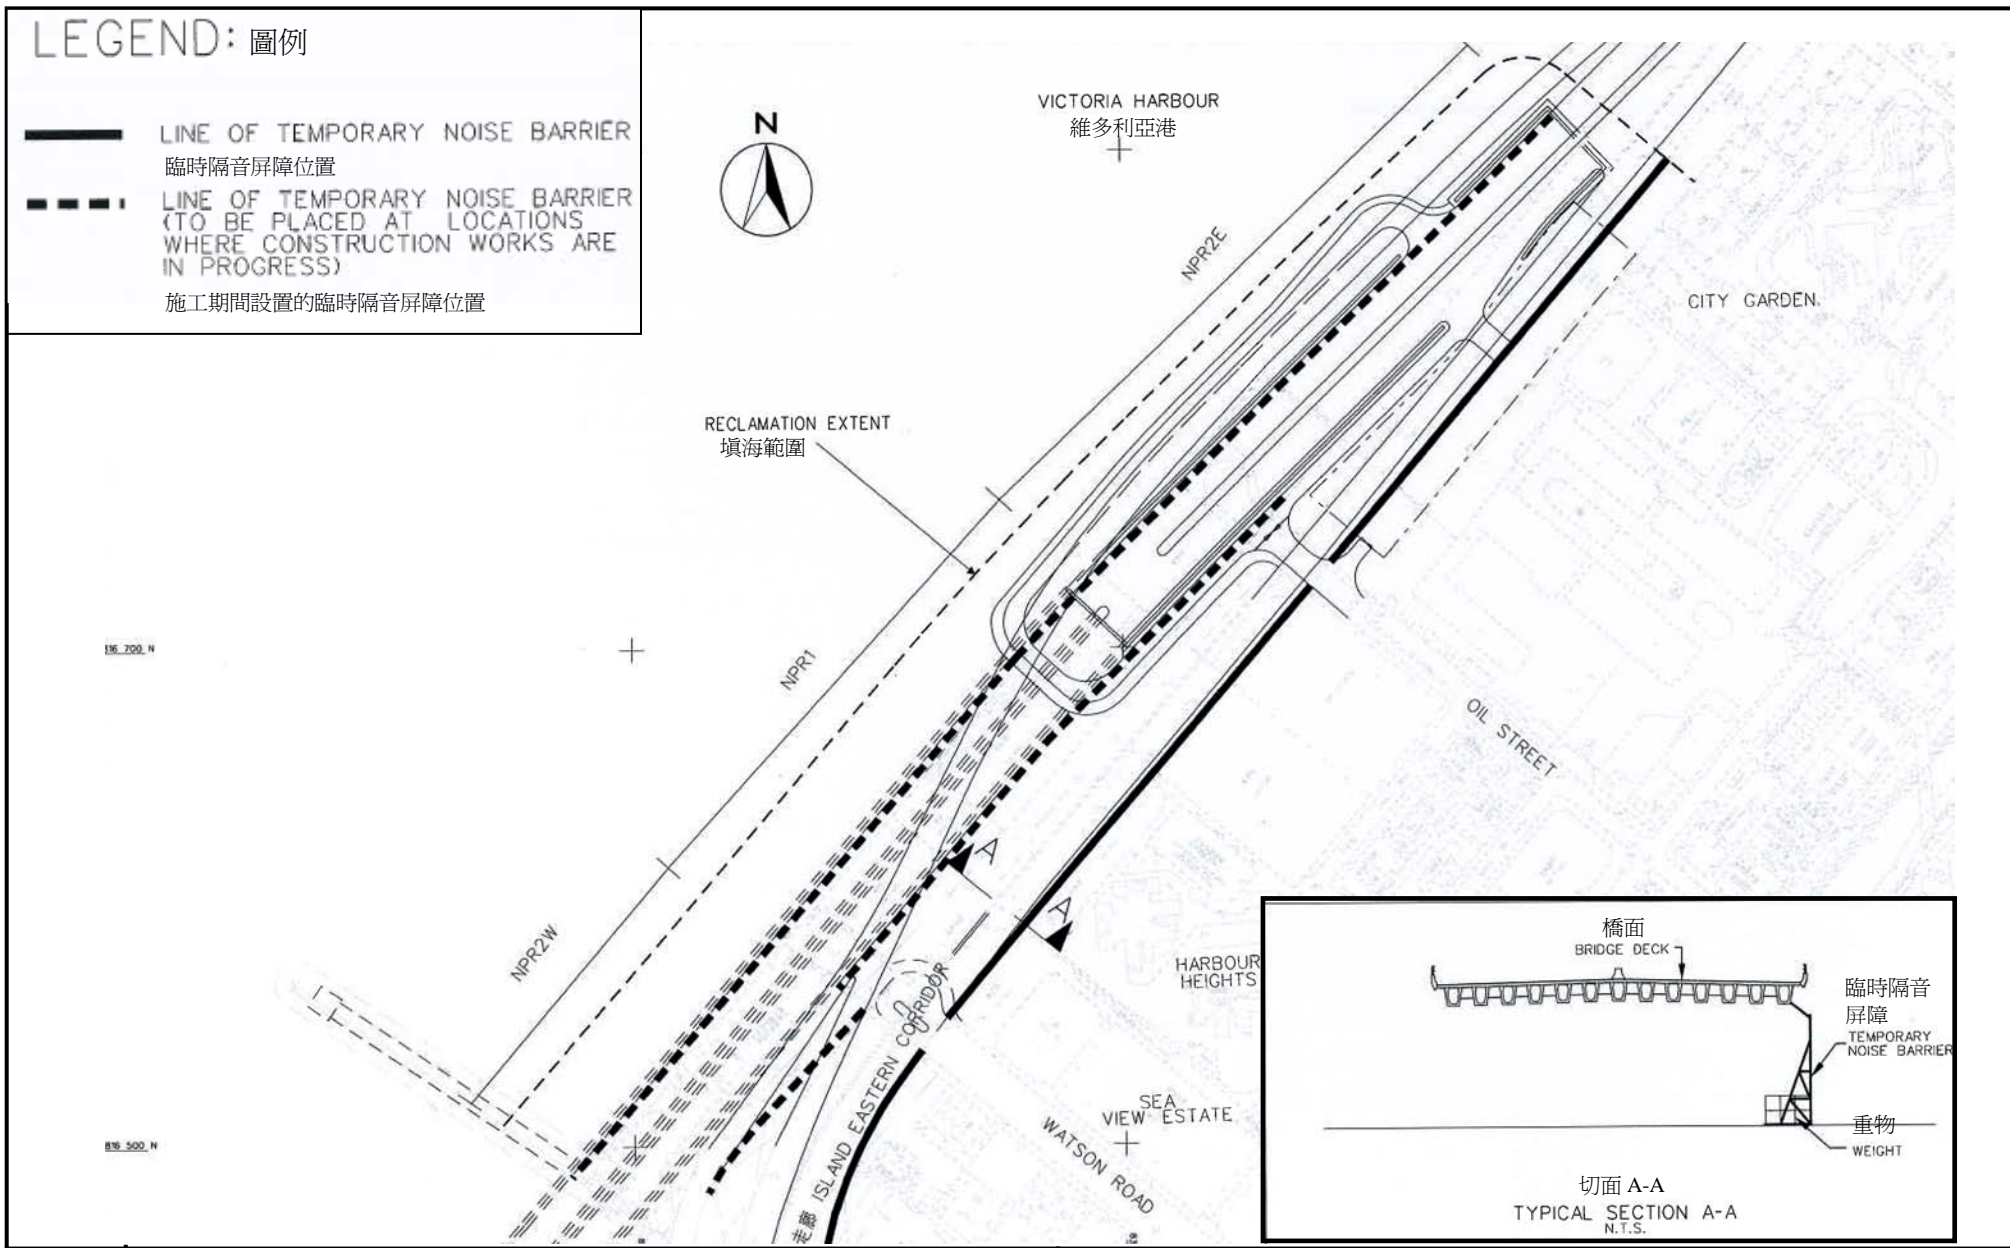 LEGEND: 圖例
LINE OF TEMPORARY NOISE BARRIER
臨時隔音屏障位置
LINE OF TEMPORARY NOISE BARRIER
(TO BE PLACED AT LOCATIONS
WHERE CONSTRUCTION WORKS ARE
IN PROGRESS)
施工期間設置的臨時隔音屏障位置
N
VICTORIA HARBOUR
維多利亞港
NPR2E
CITY GARDEN.
RECLAMATION EXTENT
填海範圍
816 700 N
NPR1
OIL STREET
A
A
NPR2W
HARBOUR
HEIGHTS
ISLAND EASTERN CORRIDOR
SEA
VIEW ESTATE
WATSON ROAD
816 500 N
走廊
橋面
BRIDGE DECK
臨時隔音
屏障
TEMPORARY
NOISE BARRIER
重物
WEIGHT
切面 A-A
TYPICAL SECTION A-A
N.T.S.